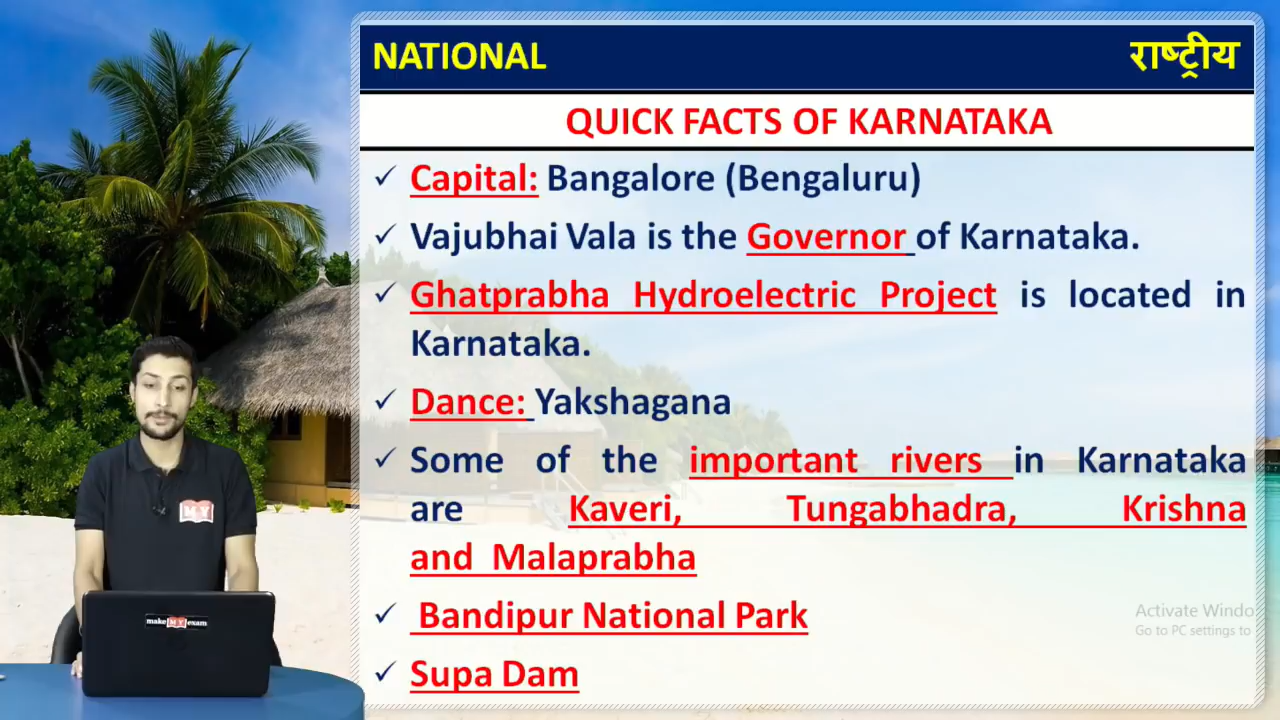 NATIONAL राष्ट्रीय
QUICK FACTS OF KARNATAKA
✓ Capital: Bangalore (Bengaluru)
✓ Vajubhai Vala is the Governor of Karnataka.
✓ Ghatprabha Hydroelectric Project is located in
Karnataka.
✓ Dance: Yakshagana
✓ Some of the important rivers in Karnataka
are Kaveri, Tungabhadra, Krishna
and Malaprabha
✓ Bandipur National Park
✓ Supa Dam
MY
make MY exam
Activate Windo
Go to PC settings to